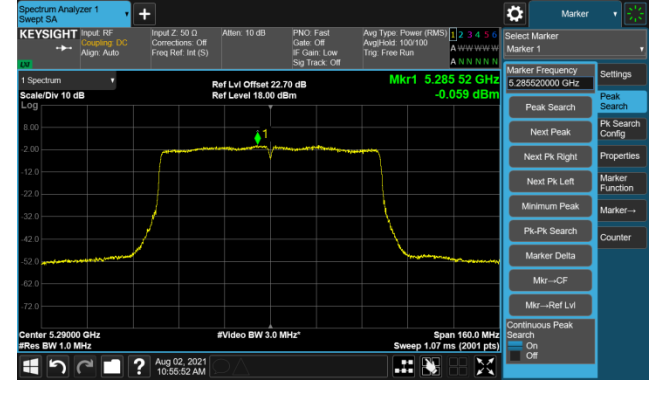 Spectrum Analyzer 1
Swept SA
+
Marker
KEYSIGHT
Input: RF
Coupling: DC
Align: Auto
Input Z: 50 Ω
Corrections: Off
Freq Ref: Int (S)
Atten: 10 dB
PNO: Fast
Gate: Off
IF Gain: Low
Sig Track: Off
Avg Type: Power (RMS)
Avg|Hold: 100/100
Trig: Free Run
1 2 3 4 5 6
A W W W W W
A N N N N N
LM
Select Marker
Marker 1
1 Spectrum
Scale/Div 10 dB
Ref Lvl Offset 22.70 dB
Ref Level 18.00 dBm
Mkr1 5.285 52 GHz
-0.059 dBm
Log
8.00
2.00
-12.0
-22.0
-32.0
-42.0
-52.0
-62.0
-72.0
1
Center 5.29000 GHz
#Res BW 1.0 MHz
#Video BW 3.0 MHz*
Span 160.0 MHz
Sweep 1.07 ms (2001 pts)
Marker Frequency
5.285520000 GHz
Peak Search
Next Peak
Next Pk Right
Next Pk Left
Minimum Peak
Pk-Pk Search
Marker Delta
Mkr→CF
Mkr→Ref Lvl
Continuous Peak
Search
On
Off
Settings
Peak
Search
Pk Search
Config
Properties
Marker
Function
Marker→
Counter
?
Aug 02, 2021
10:55:52 AM